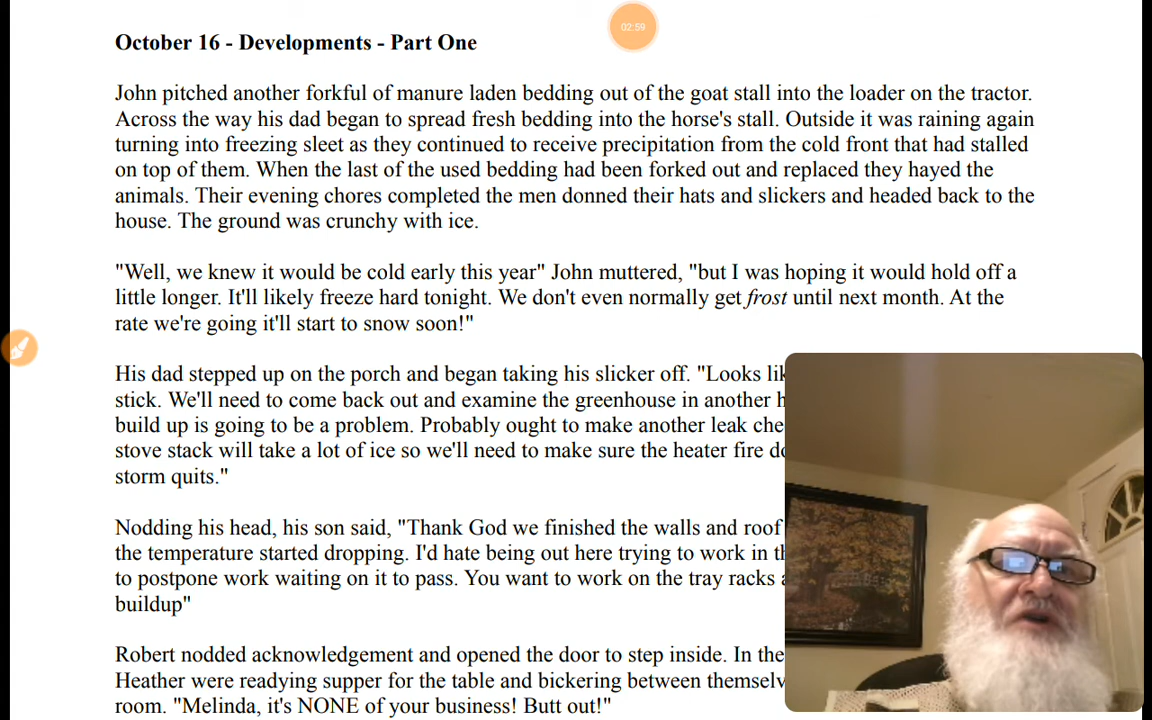 02:59
October 16 - Developments - Part One
John pitched another forkful of manure laden bedding out of the goat stall into the loader on the tractor.
Across the way his dad began to spread fresh bedding into the horse's stall. Outside it was raining again
turning into freezing sleet as they continued to receive precipitation from the cold front that had stalled
on top of them. When the last of the used bedding had been forked out and replaced they hayed the
animals. Their evening chores completed the men donned their hats and slickers and headed back to the
house. The ground was crunchy with ice.
"Well, we knew it would be cold early this year" John muttered, "but I was hoping it would hold off a
little longer. It'll likely freeze hard tonight. We don't even normally get frost until next month. At the
rate we're going it'll start to snow soon!"
His dad stepped up on the porch and began taking his slicker off. "Looks
stick. We'll need to come back out and examine the greenhouse in another
build up is going to be a problem. Probably ought to make another leak
stove stack will take a lot of ice so we'll need to make sure the heater fire
storm quits."
Nodding his head, his son said, "Thank God we finished the walls and roof
the temperature started dropping. I'd hate being out here trying to work in
to postpone work waiting on it to pass. You want to work on the tray racks
buildup"
Robert nodded acknowledgement and opened the door to step inside. In the
Heather were readying supper for the table and bickering between
room. "Melinda, it's NONE of your business! Butt out!"